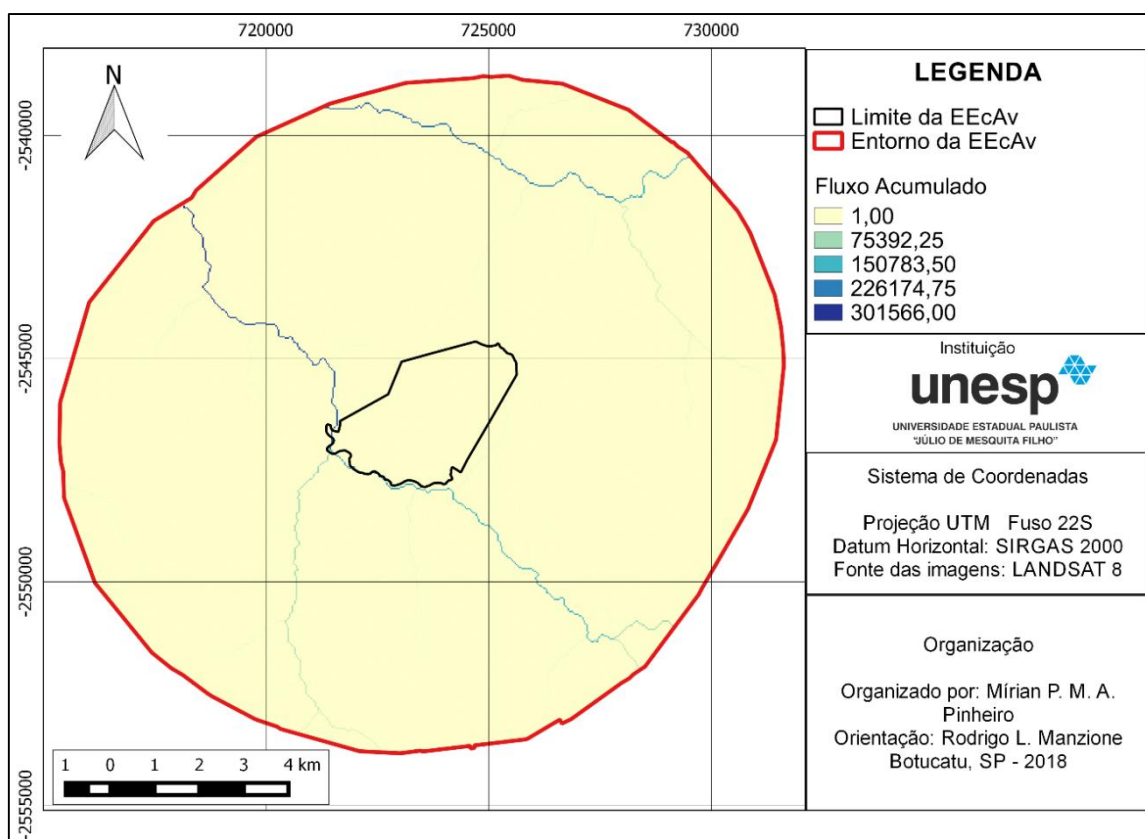 720000
725000
730000
-2540000
-2545000
-2550000
-2555000
N
1 0 1 2 3 4 km
LEGENDA
Limite da EEcAv
Entorno da EEcAv
Fluxo Acumulado
1,00
75392,25
150783,50
226174,75
301566,00
Instituição
unesp
UNIVERSIDADE ESTADUAL PAULISTA
"JÚLIO DE MESQUITA FILHO"
Sistema de Coordenadas
Projeção UTM Fuso 22S
Datum Horizontal: SIRGAS 2000
Fonte das imagens: LANDSAT 8
Organização
Organizado por: Mírian P. M. A.
Pinheiro
Orientação: Rodrigo L. Manzione
Botucatu, SP - 2018